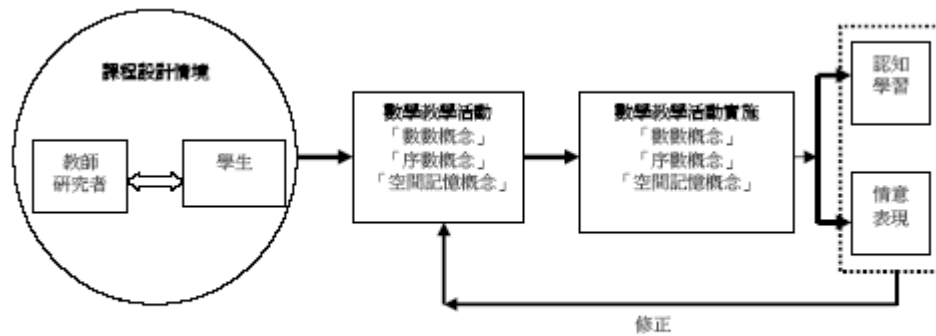 課程設計情境
教師
研究者
學生
數學教學活動
「數數概念」
「序數概念」
「空間記憶概念」
數學教學活動實施
「數數概念」
「序數概念」
「空間記憶概念」
認知
學習
情意
表現
修正